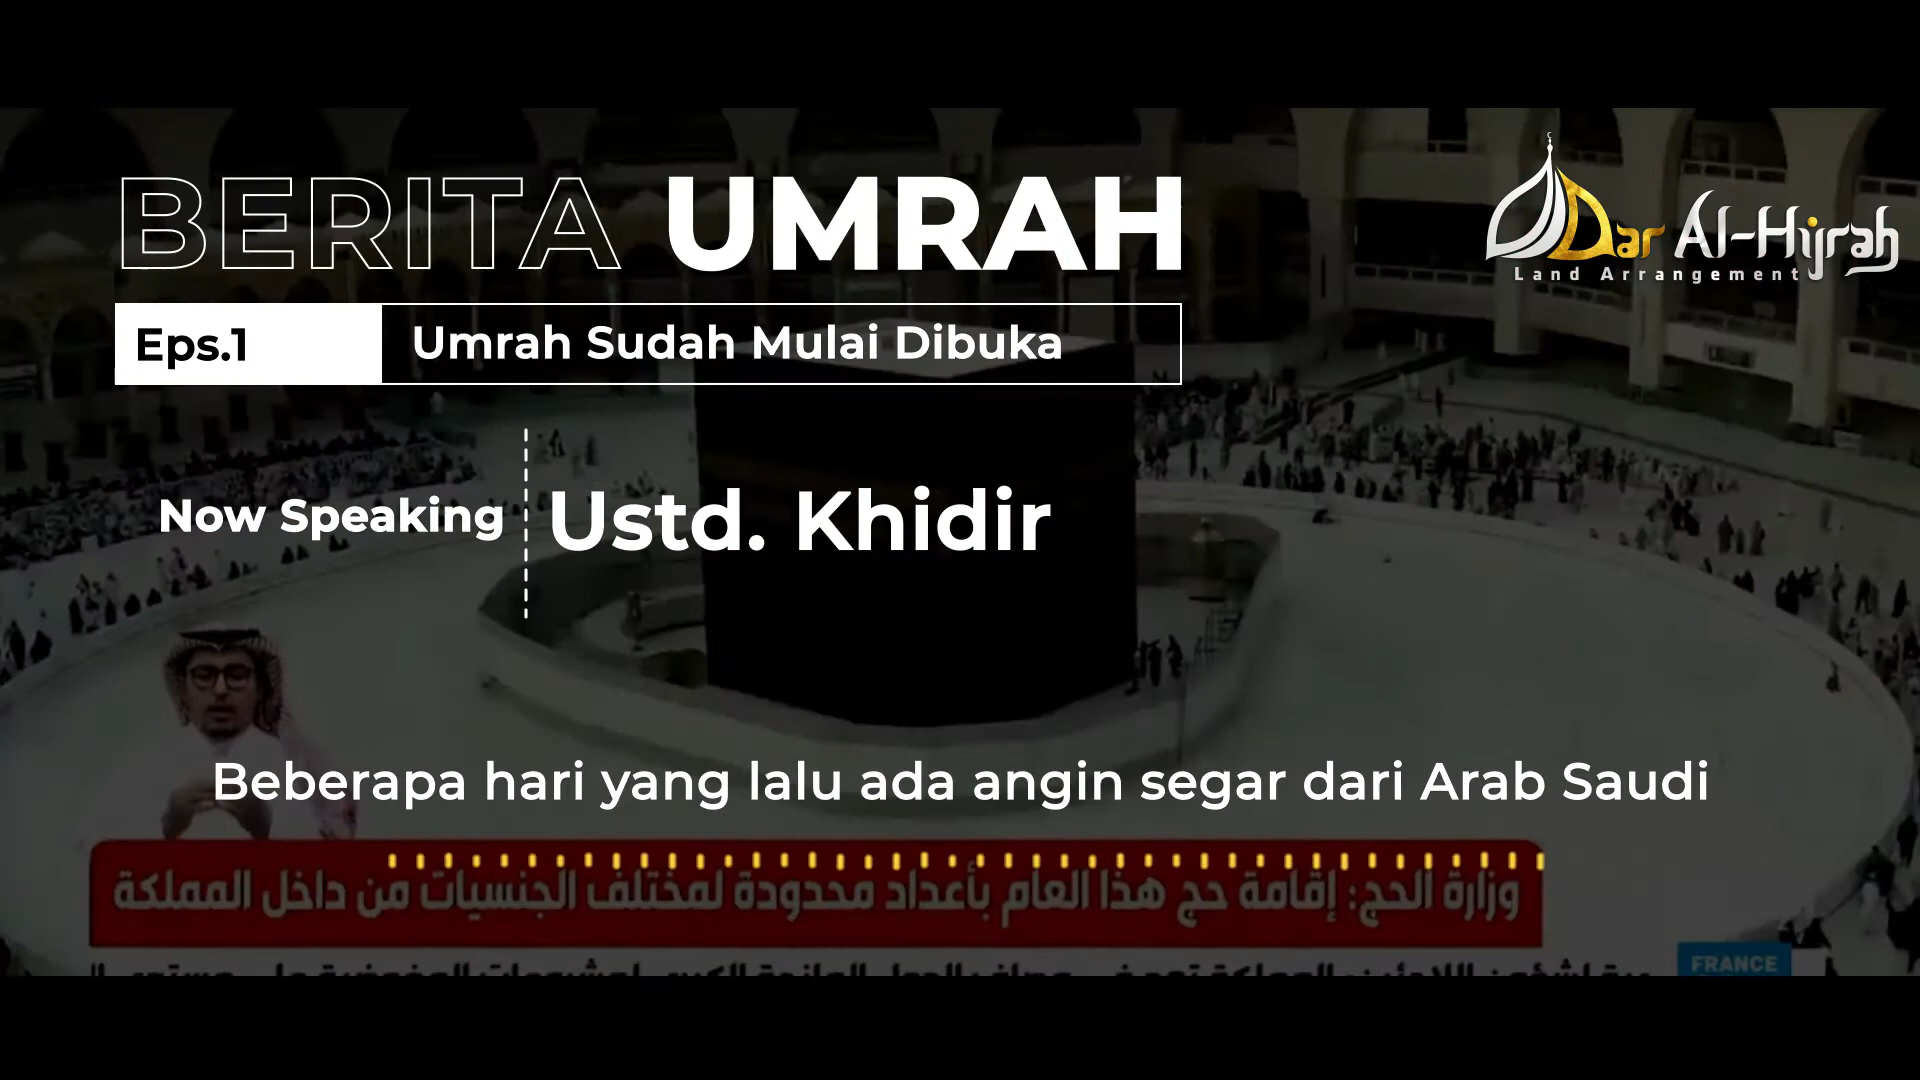 BERITA UMRAH
Dar Al-Hijrah
Land Arrangement
Eps.1
Umrah Sudah Mulai Dibuka
Now Speaking
Ustd. Khidir
Beberapa hari yang lalu ada angin segar dari Arab Saudi
وزارة الحج: إقامة حج هذا العام بأعداد محدودة لمختلف الجنسيات من داخل المملكة
FRANCE